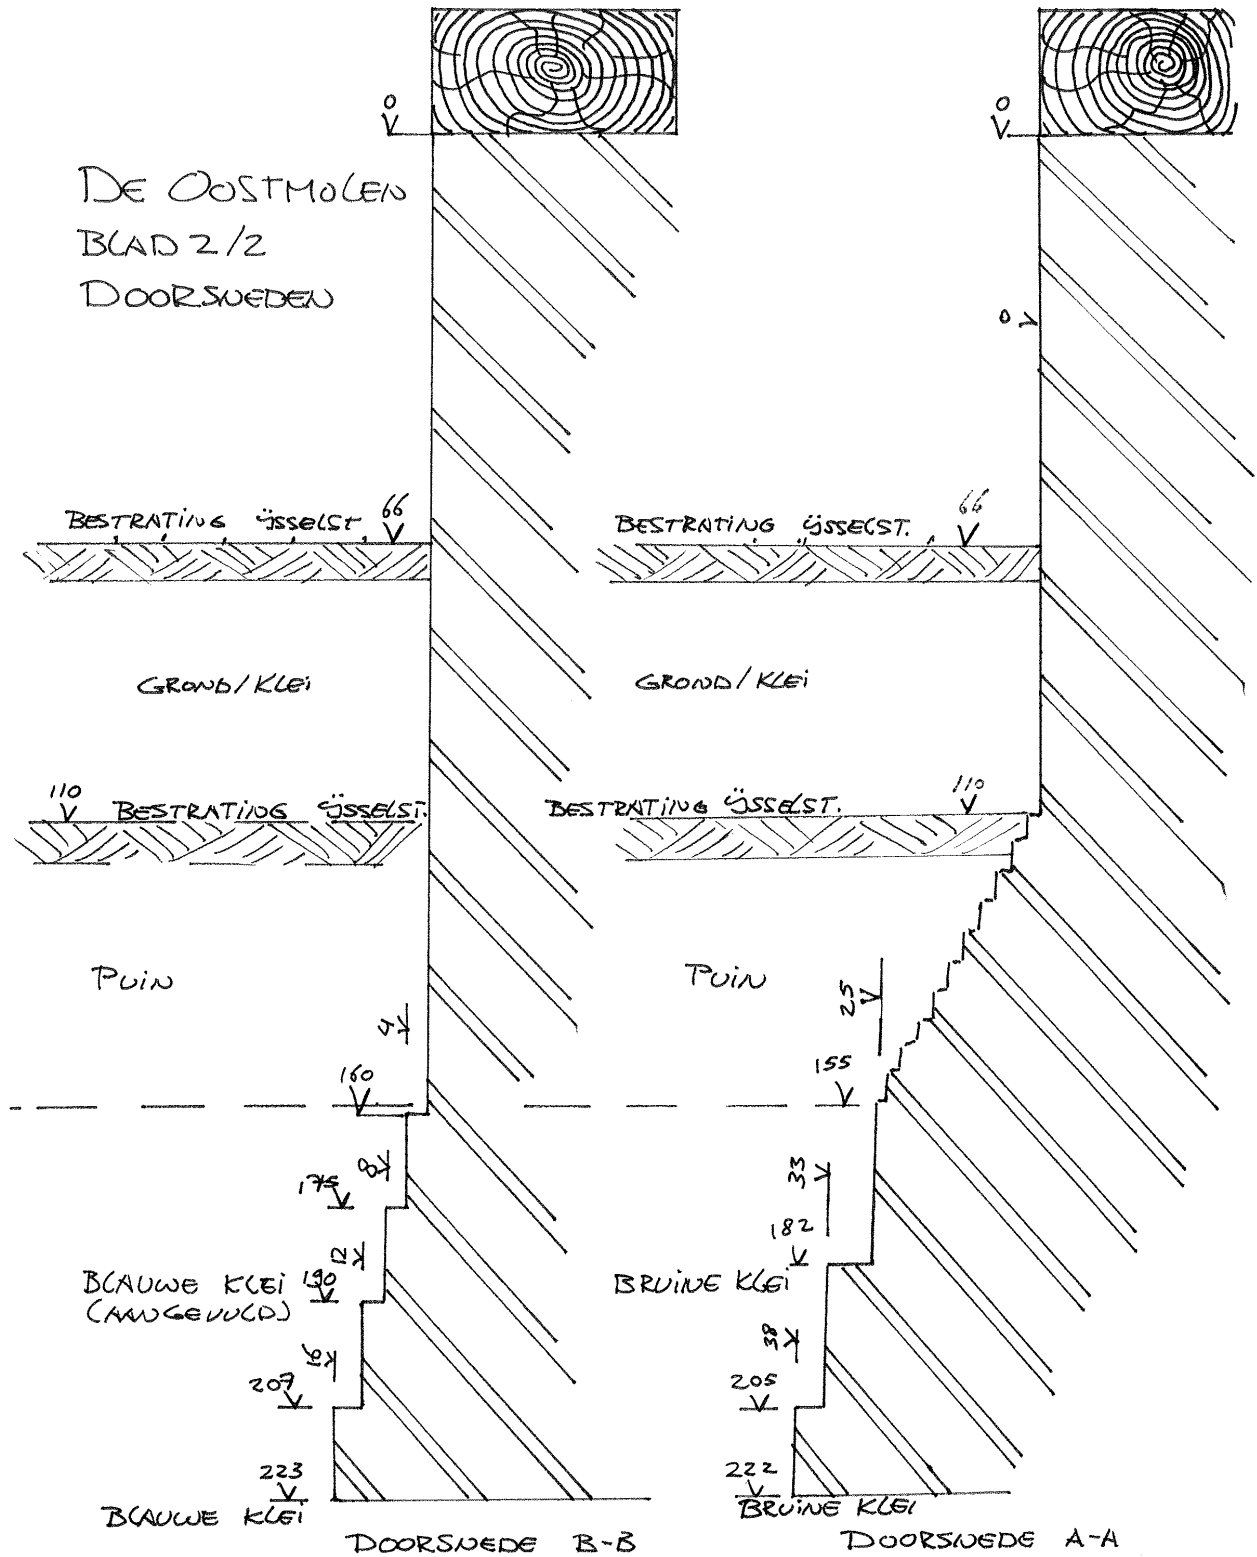 DE OOSTMOLEN
BLAD 2/2
DOORSNEDEN
0
BESTRATING IJSSELST
66
GROND/KLEI
110
BESTRATING IJSSELST.
PUIN
4
160
8
175
12
BLAUWE KLEI
190
(AANGEVULD)
16
207
223
BLAUWE KLEI
DOORSNEDE B-B
0
0
BESTRATING IJSSELST.
66
GROND/KLEI
110
BESTRATING IJSSELST.
PUIN
25
155
33
182
BRUINE KLEI
38
205
222
BRUINE KLEI
DOORSNEDE A-A